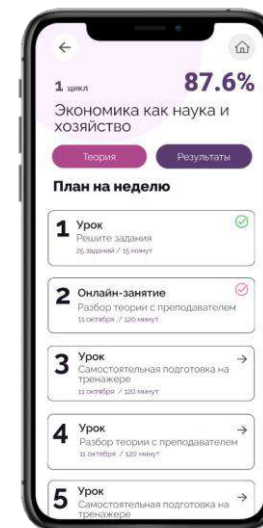 1 цикл
87.6%
Экономика как наука и
хозяйство
Теория
Результаты
План на неделю
1 Урок
Решите задания
25 заданий / 15 минут
2 Онлайн-занятие
Разбор теории с преподавателем
11 октября / 120 минут
3 Урок
Самостоятельная подготовка на
тренажере
11 октября / 120 минут
4 Урок
Разбор теории с преподавателем
11 октября / 120 минут
5 Урок
Самостоятельная подготовка на
тренажере